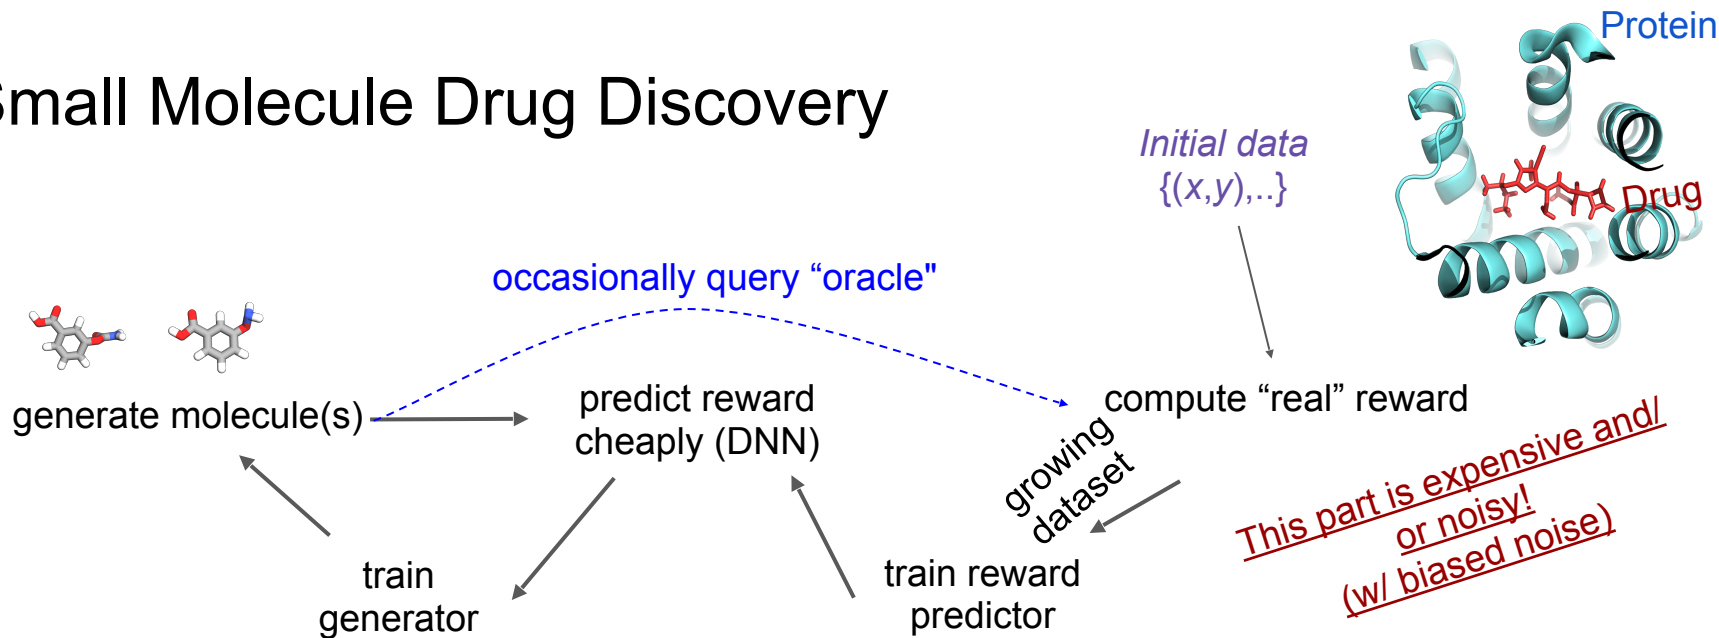 Small Molecule Drug Discovery
Protein
Drug
Initial data
{(x,y),..}
occasionally query “oracle"
generate molecule(s)
predict reward
cheaply (DNN)
compute “real” reward
growing
dataset
This part is expensive and/
or noisy!
(w/ biased noise)
train
generator
train reward
predictor